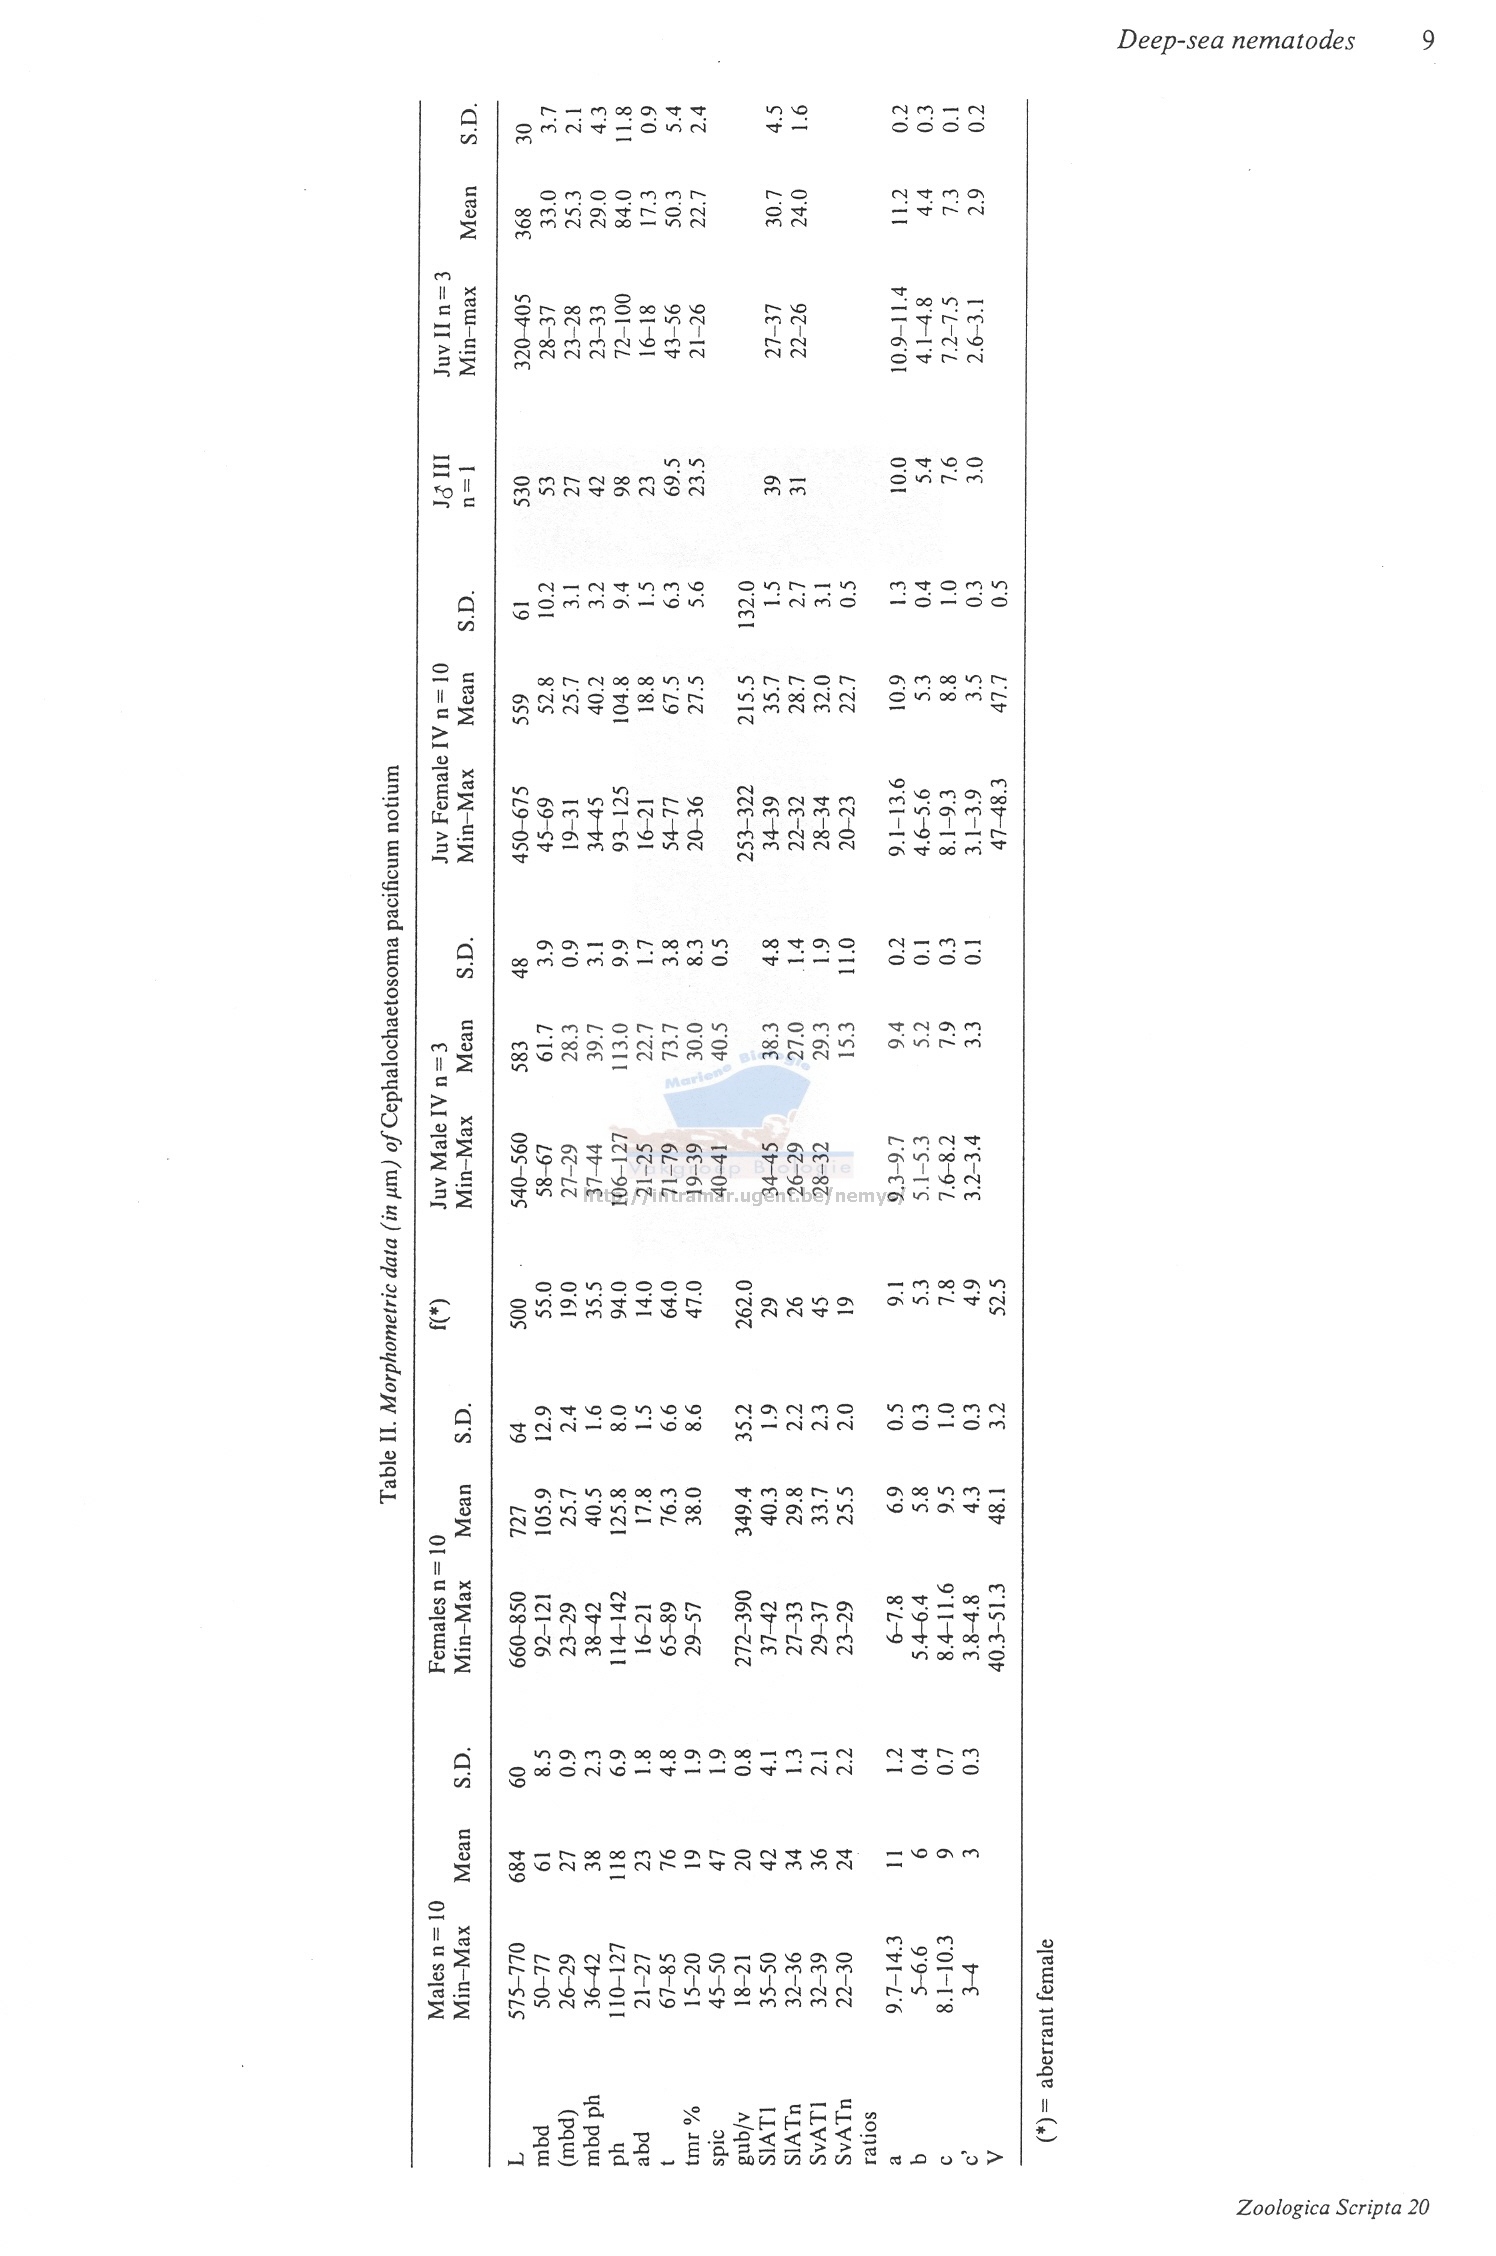 Deep-sea nematodes 9
Table II. Morphometric data (in μm) of Cephalochaetosoma pacificum notium
Males n = 10 Females n = 10 f(*) Juv Male IV n = 3 Juv Female IV n = 10 J♂ III Juv II n = 3
Min–Max Mean S.D. Min–Max Mean S.D. Min–Max Mean S.D. Min–Max Mean S.D. n = 1 Min–max Mean S.D.
L 575–770 684 60 660–850 727 64 500 540–560 583 48 450–675 559 61 530 320–405 368 30
mbd 50–77 61 8.5 92–121 105.9 12.9 55.0 58–67 61.7 3.9 45–69 52.8 10.2 53 28–37 33.0 3.7
(mbd) 26–29 27 0.9 23–29 25.7 2.4 19.0 27–29 28.3 0.9 19–31 25.7 3.1 27 23–28 25.3 2.1
mbd ph 36–42 38 2.3 38–42 40.5 1.6 35.5 37–44 39.7 3.1 34–45 40.2 3.2 42 23–33 29.0 4.3
ph 110–127 118 6.9 114–142 125.8 8.0 94.0 106–127 113.0 9.9 93–125 104.8 9.4 98 72–100 84.0 11.8
abd 21–27 23 1.8 16–21 17.8 1.5 14.0 21–25 22.7 1.7 16–21 18.8 1.5 23 16–18 17.3 0.9
t 67–85 76 4.8 65–89 76.3 6.6 64.0 71–79 73.7 3.8 54–77 67.5 6.3 69.5 43–56 50.3 5.4
tmr % 15–20 19 1.9 29–57 38.0 8.6 47.0 19–39 30.0 8.3 20–36 27.5 5.6 23.5 21–26 22.7 2.4
spic 45–50 47 1.9 40–41 40.5 0.5
gub/v 18–21 20 0.8 272–390 349.4 35.2 262.0 253–322 215.5 132.0
SlAT1 35–50 42 4.1 37–42 40.3 1.9 29 34–45 38.3 4.8 34–39 35.7 1.5 39 27–37 30.7 4.5
SlATn 32–36 34 1.3 27–33 29.8 2.2 26 26–29 27.0 1.4 22–32 28.7 2.7 31 22–26 24.0 1.6
SvAT1 32–39 36 2.1 29–37 33.7 2.3 45 28–32 29.3 1.9 28–34 32.0 3.1
SvATn 22–30 24 2.2 23–29 25.5 2.0 19 15.3 11.0 20–23 22.7 0.5
ratios
a 9.7–14.3 11 1.2 6–7.8 6.9 0.5 9.1 9.3–9.7 9.4 0.2 9.1–13.6 10.9 1.3 10.0 10.9–11.4 11.2 0.2
b 5–6.6 6 0.4 5.4–6.4 5.8 0.3 5.3 5.1–5.3 5.2 0.1 4.6–5.6 5.3 0.4 5.4 4.1–4.8 4.4 0.3
c 8.1–10.3 9 0.7 8.4–11.6 9.5 1.0 7.8 7.6–8.2 7.9 0.3 8.1–9.3 8.8 1.0 7.6 7.2–7.5 7.3 0.1
c' 3–4 3 0.3 3.8–4.8 4.3 0.3 4.9 3.2–3.4 3.3 0.1 3.1–3.9 3.5 0.3 3.0 2.6–3.1 2.9 0.2
V 40.3–51.3 48.1 3.2 52.5 47–48.3 47.7 0.5
(*) = aberrant female
Mariene Biologie
Vakgroep Biologie
http://intramar.ugent.be/nemys/
Zoologica Scripta 20